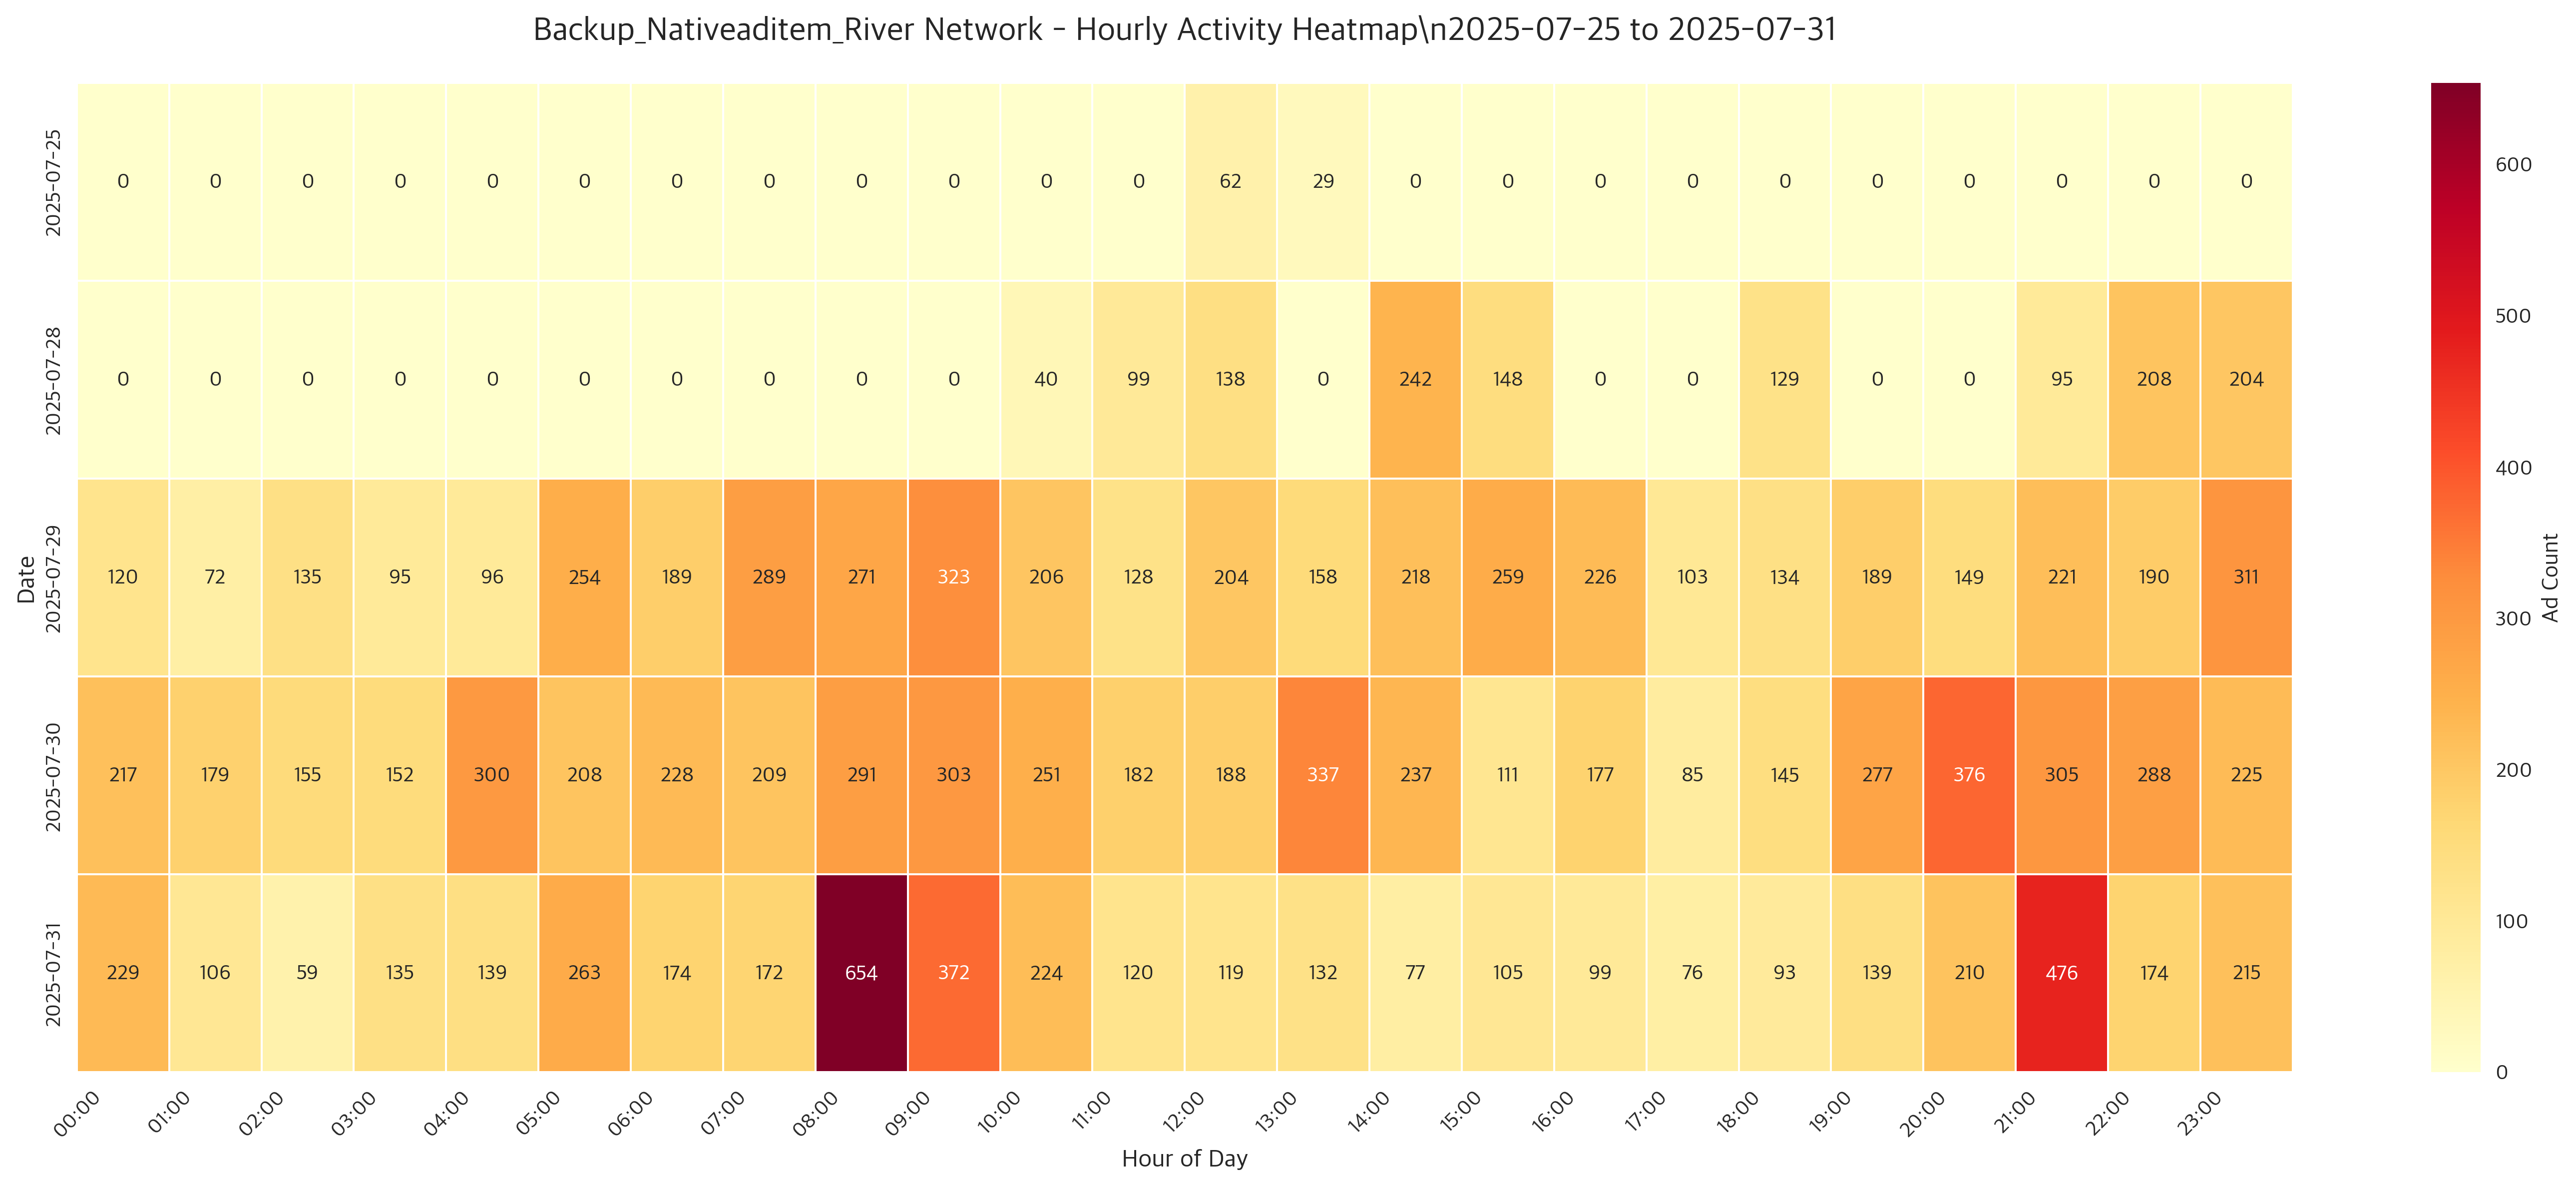 Backup_Nativeaditem_River Network - Hourly Activity Heatmap\n2025-07-25 to 2025-07-31
2025-07-25
0 0 0 0 0 0 0 0 0 0 0 0 62 29 0 0 0 0 0 0 0 0 0 0
2025-07-28
0 0 0 0 0 0 0 0 0 0 40 99 138 0 242 148 0 0 129 0 0 95 208 204
Date
2025-07-29
120 72 135 95 96 254 189 289 271 323 206 128 204 158 218 259 226 103 134 189 149 221 190 311
2025-07-30
217 179 155 152 300 208 228 209 291 303 251 182 188 337 237 111 177 85 145 277 376 305 288 225
2025-07-31
229 106 59 135 139 263 174 172 654 372 224 120 119 132 77 105 99 76 93 139 210 476 174 215
00:00 01:00 02:00 03:00 04:00 05:00 06:00 07:00 08:00 09:00 10:00 11:00 12:00 13:00 14:00 15:00 16:00 17:00 18:00 19:00 20:00 21:00 22:00 23:00
Hour of Day
600
500
400
300
200
100
0
Ad Count